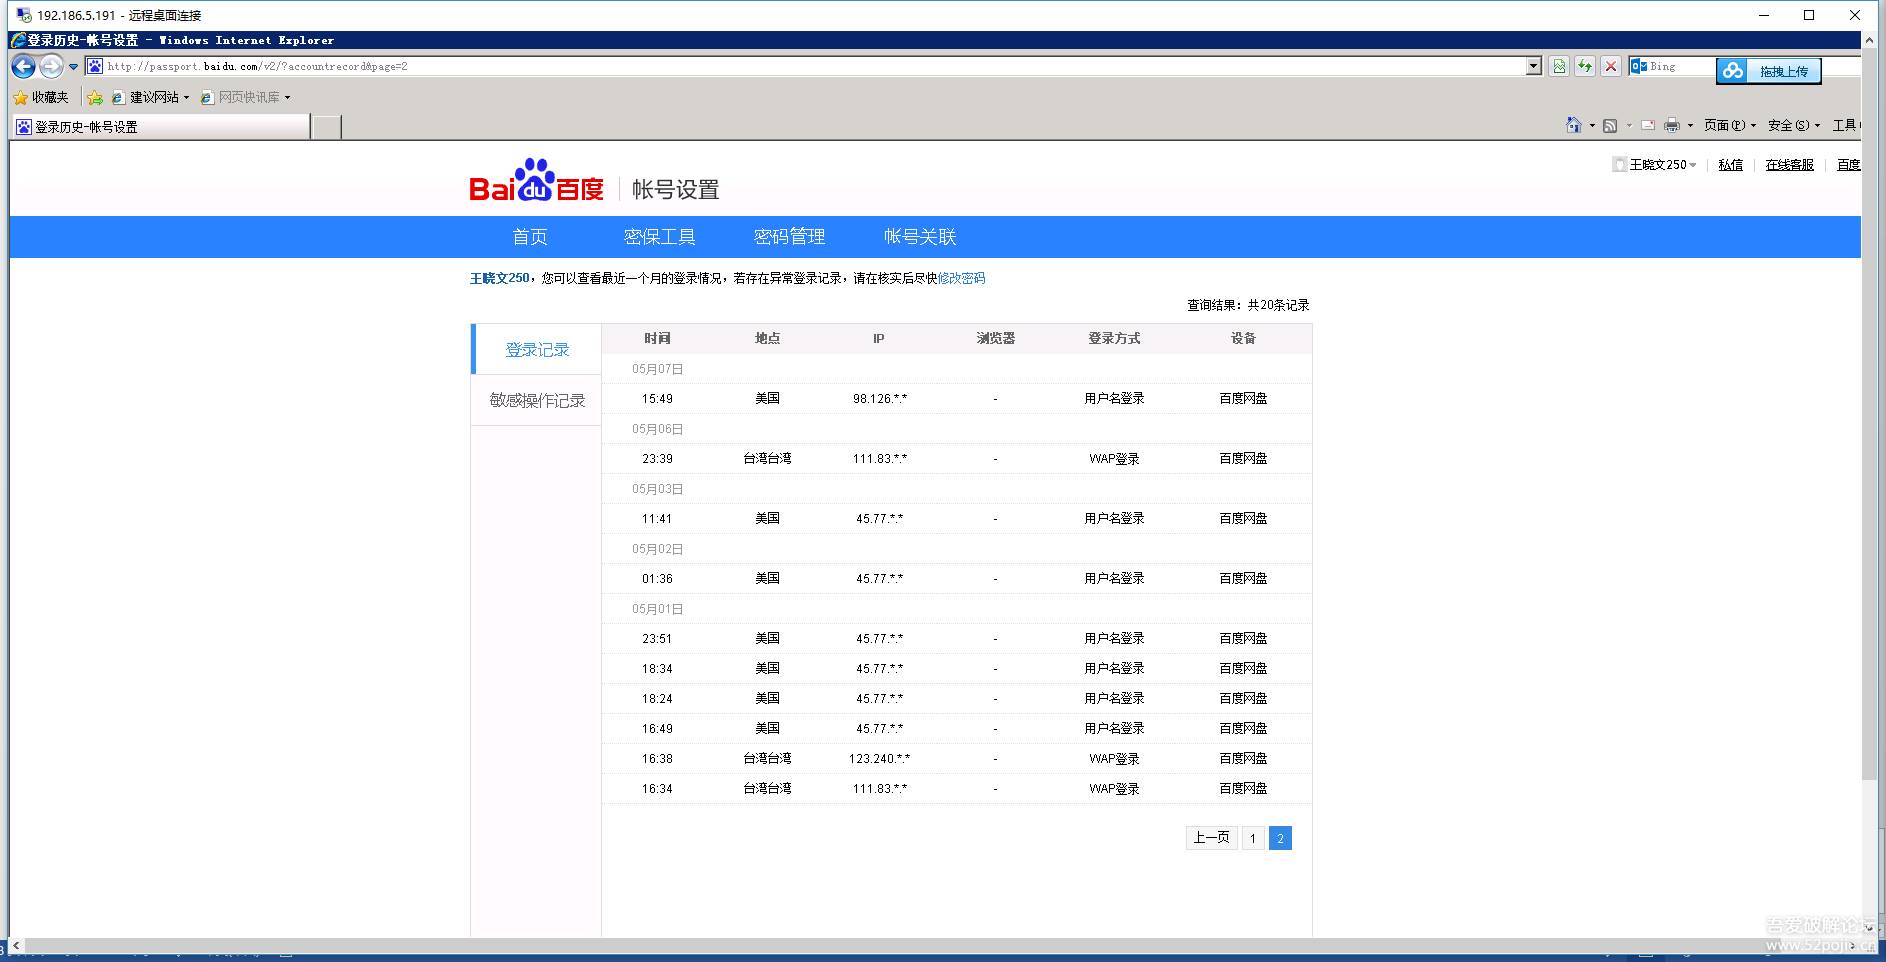 192.186.5.191 - 远程桌面连接
登录历史-帐号设置 - Windows Internet Explorer
http://passport.baidu.com/v2/?accountrecord&page=2
Bing
拖拽上传
收藏夹 建议网站 网页快讯库
登录历史-帐号设置
页面(P) 安全(S) 工具
王晓文250 私信 在线客服 百度
Bai du 百度 帐号设置
首页 密保工具 密码管理 帐号关联
王晓文250，您可以查看最近一个月的登录情况，若存在异常登录记录，请在核实后尽快修改密码
查询结果：共20条记录
登录记录
敏感操作记录
时间 地点 IP 浏览器 登录方式 设备
05月07日
15:49 美国 98.126.*.* - 用户名登录 百度网盘
05月06日
23:39 台湾台湾 111.83.*.* - WAP登录 百度网盘
05月03日
11:41 美国 45.77.*.* - 用户名登录 百度网盘
05月02日
01:36 美国 45.77.*.* - 用户名登录 百度网盘
05月01日
23:51 美国 45.77.*.* - 用户名登录 百度网盘
18:34 美国 45.77.*.* - 用户名登录 百度网盘
18:24 美国 45.77.*.* - 用户名登录 百度网盘
16:49 美国 45.77.*.* - 用户名登录 百度网盘
16:38 台湾台湾 123.240.*.* - WAP登录 百度网盘
16:34 台湾台湾 111.83.*.* - WAP登录 百度网盘
上一页 1 2
吾爱破解论坛
www.52pojie.cn